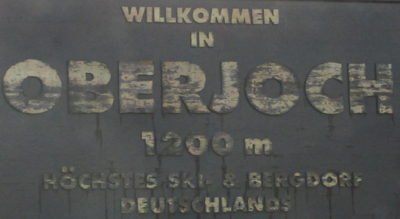 WILLKOMMEN
IN
OBERJOCH
1200 m
HÖCHSTES SKI- & BERGDORF
DEUTSCHLANDS